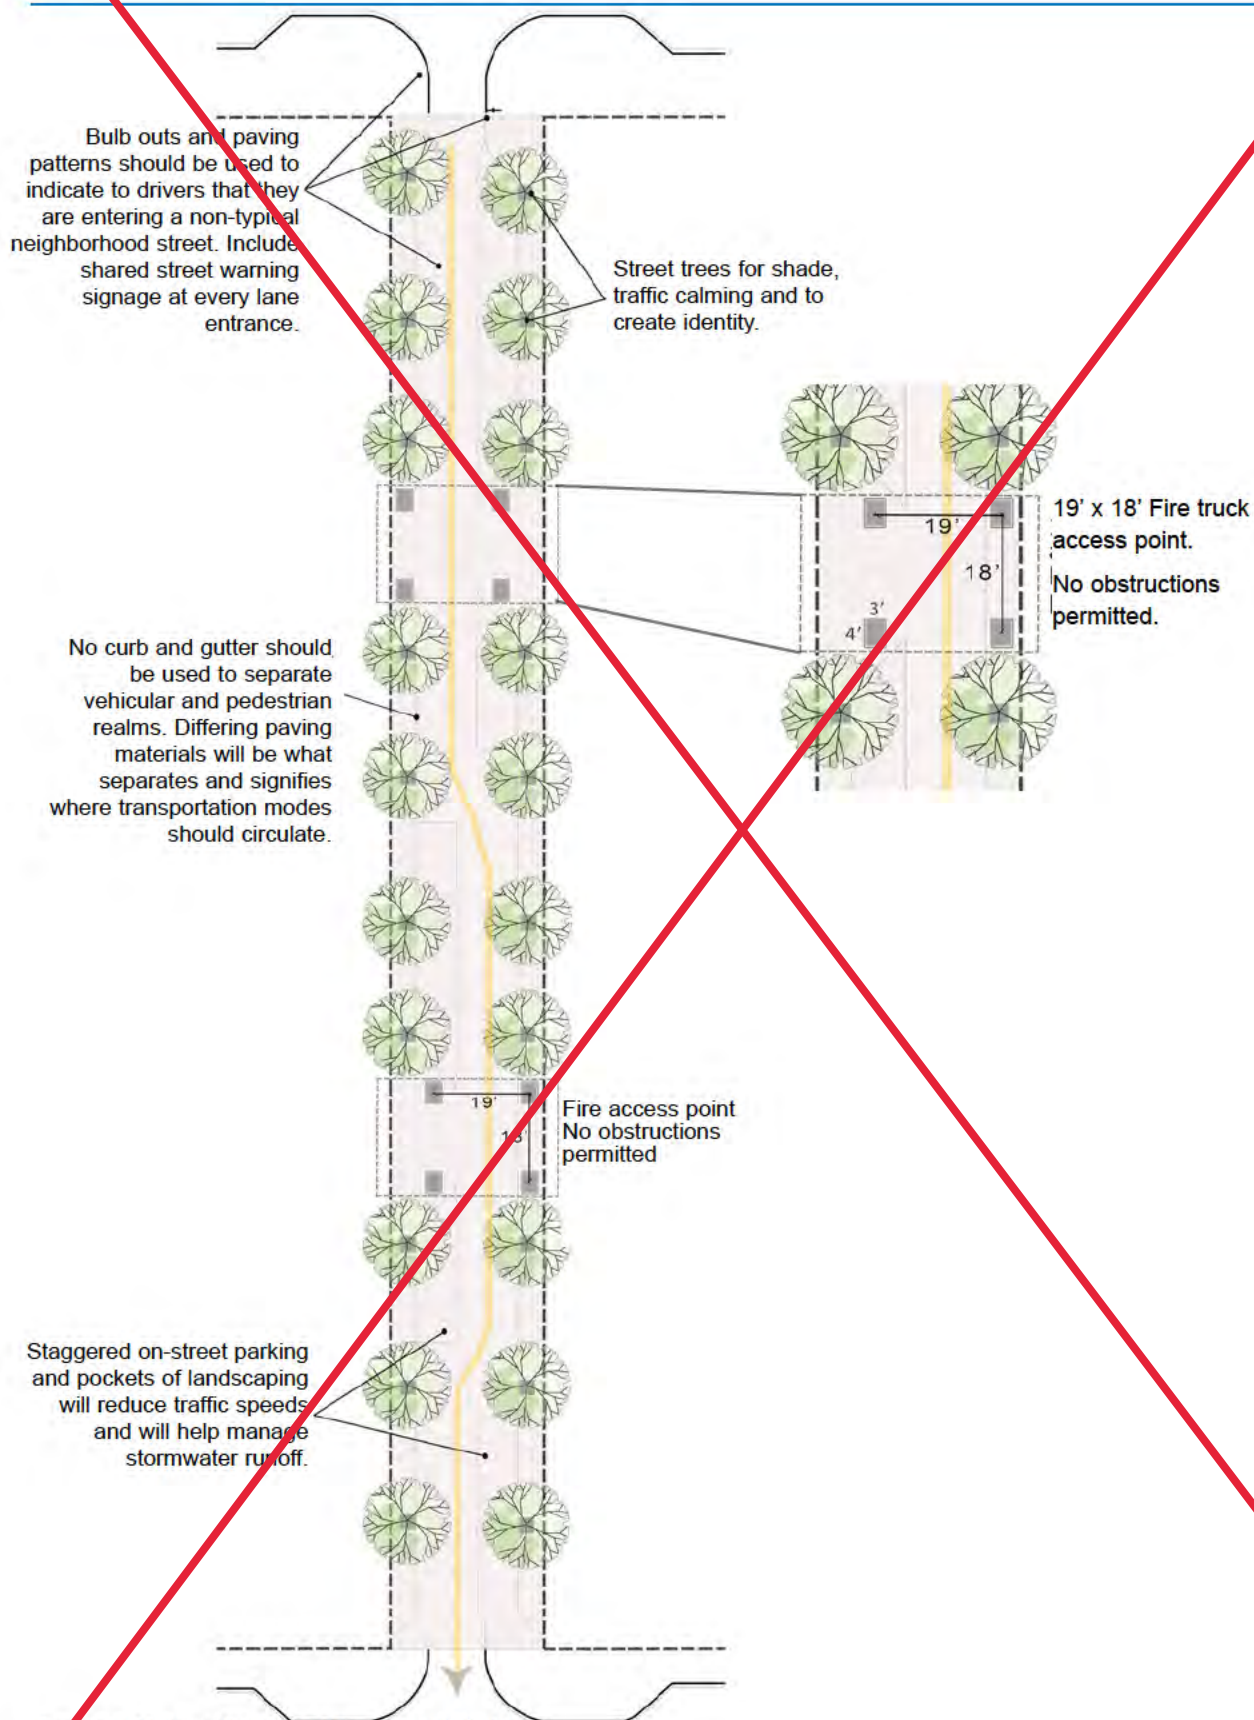 Bulb outs and paving
patterns should be used to
indicate to drivers that they
are entering a non-typical
neighborhood street. Include
shared street warning
signage at every lane
entrance.
Street trees for shade,
traffic calming and to
create identity.
19'
18'
3'
4'
19' x 18' Fire truck
access point.
No obstructions
permitted.
No curb and gutter should
be used to separate
vehicular and pedestrian
realms. Differing paving
materials will be what
separates and signifies
where transportation modes
should circulate.
19'
18'
Fire access point
No obstructions
permitted
Staggered on-street parking
and pockets of landscaping
will reduce traffic speeds
and will help manage
stormwater runoff.